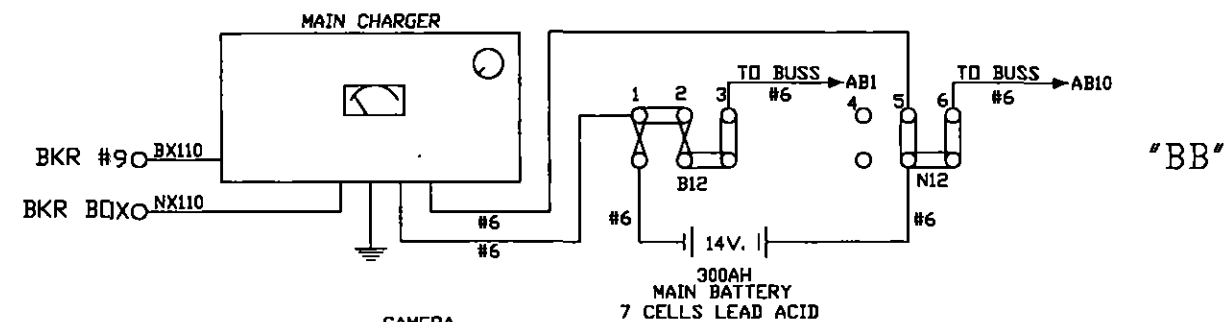 MAIN CHARGER
TO BUSS AB1
#6
TO BUSS AB10
#6
1 2 3 4 5 6
BKR #9 BX110
B12 N12
"BB"
BKR BOX NX110
#6
#6
#6
#6
14V.
300AH
MAIN BATTERY
7 CELLS LEAD ACID
CAMERA